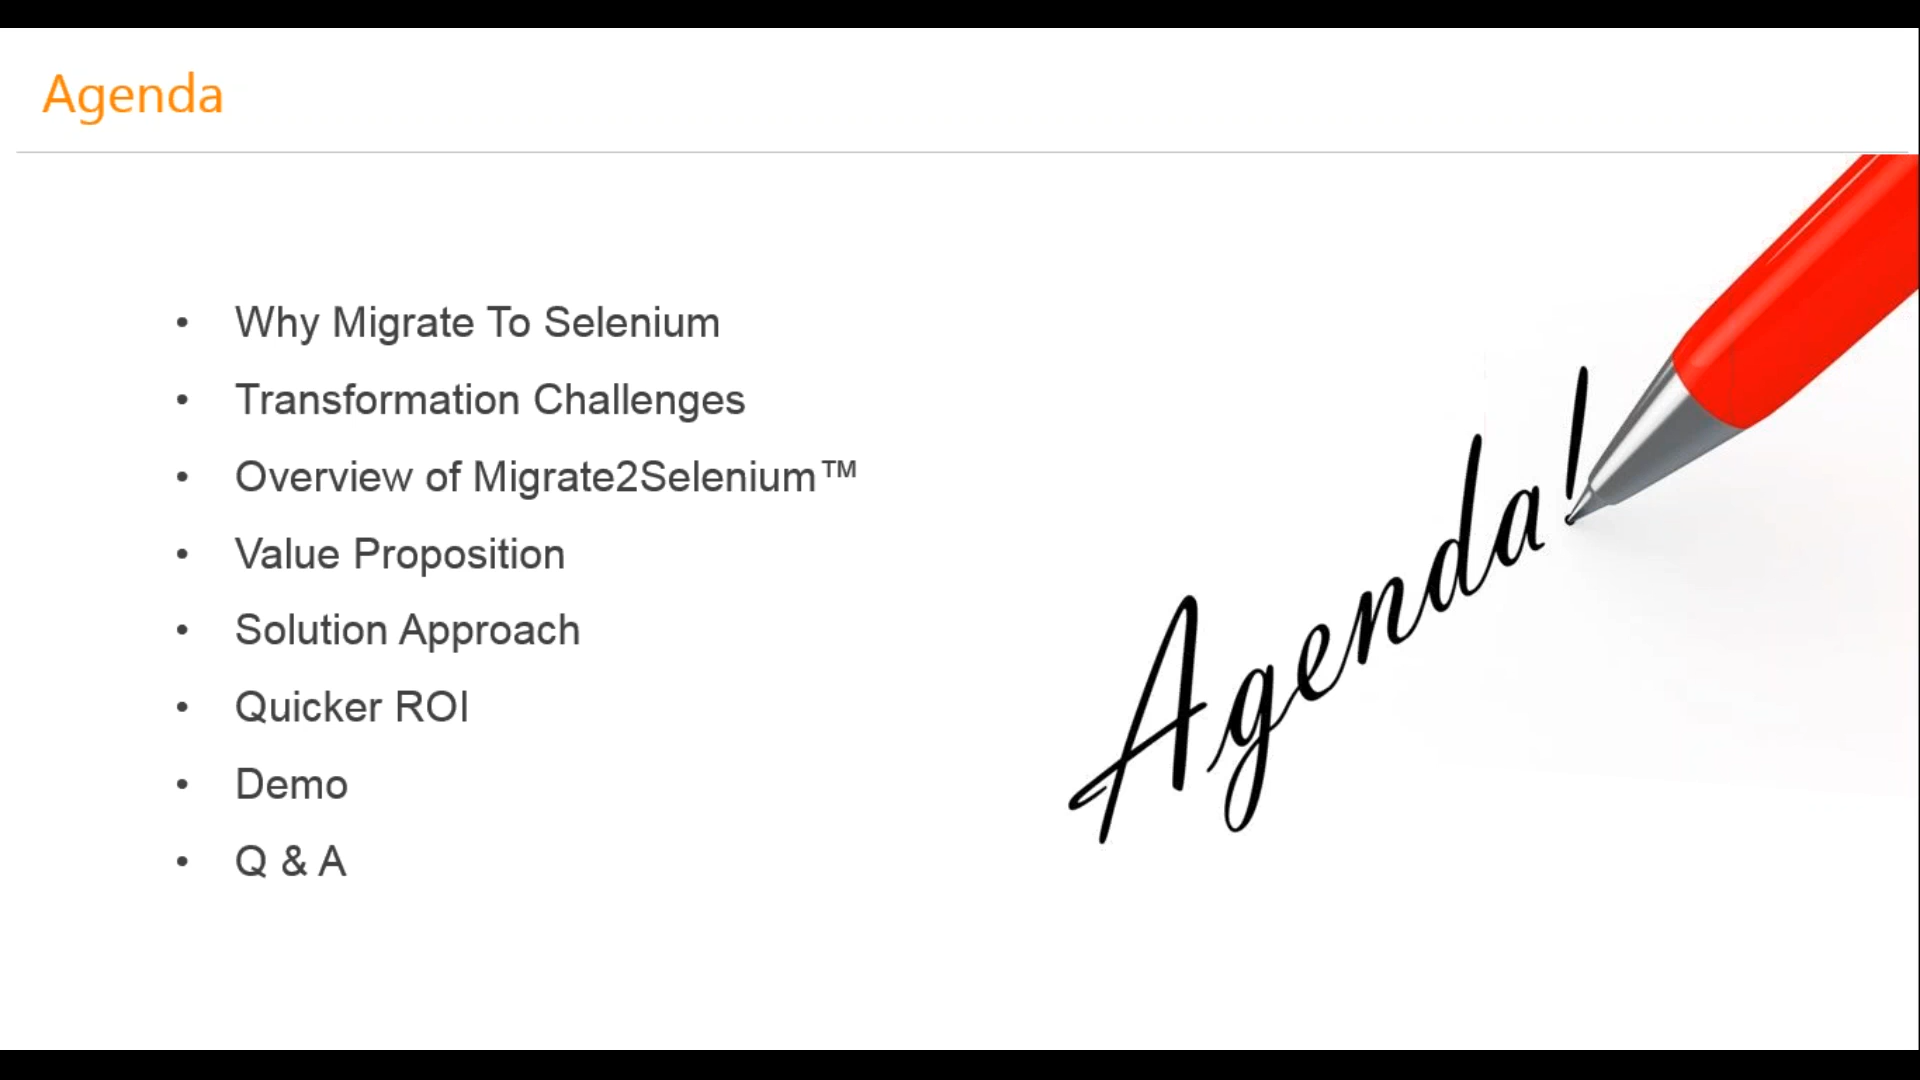 Agenda
• Why Migrate To Selenium
• Transformation Challenges
• Overview of Migrate2Selenium™
• Value Proposition
• Solution Approach
• Quicker ROI
• Demo
• Q & A
Agenda!